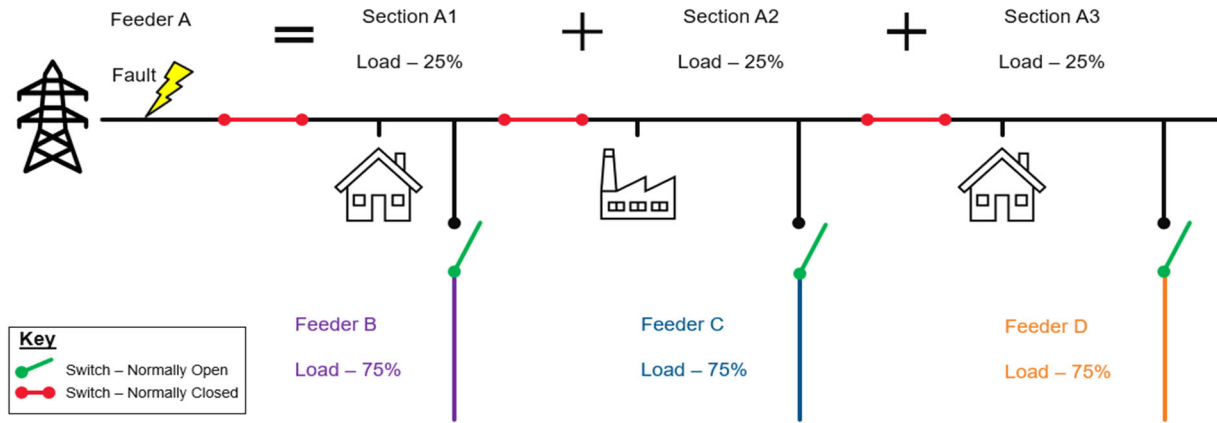 Feeder A
=
Section A1
+
Section A2
+
Section A3
Load – 25%
Load – 25%
Load – 25%
Fault
Feeder B
Feeder C
Feeder D
Load – 75%
Load – 75%
Load – 75%
Key
Switch – Normally Open
Switch – Normally Closed